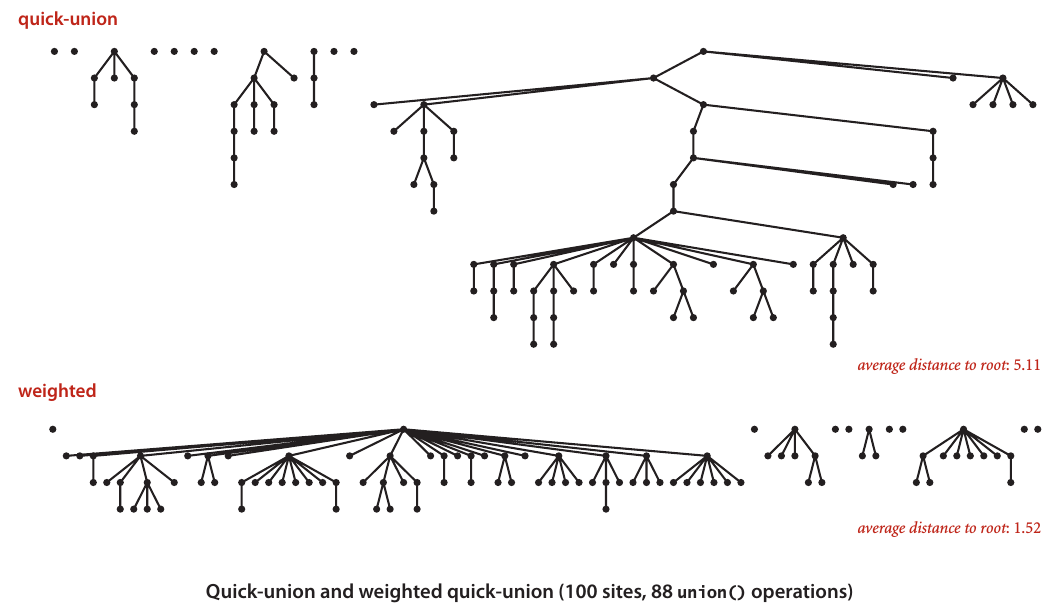 quick-union
average distance to root: 5.11
weighted
average distance to root: 1.52
Quick-union and weighted quick-union (100 sites, 88 union() operations)